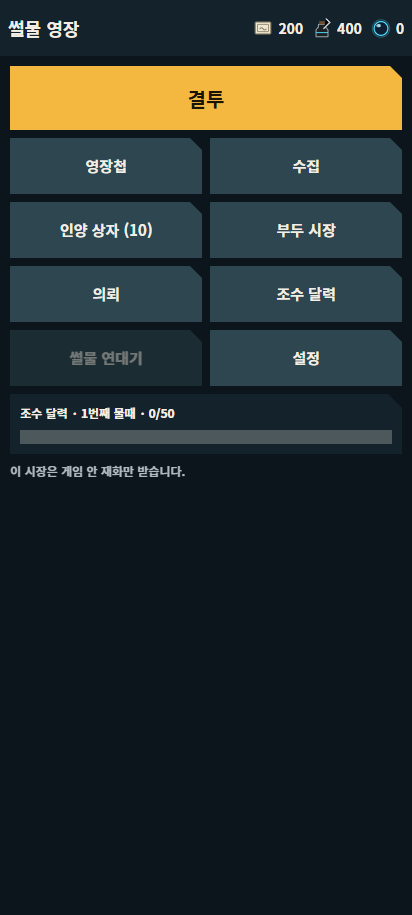 썰물 영장 200 400 0
결투
영장첩 수집
인양 상자 (10) 부두 시장
의뢰 조수 달력
썰물 연대기 설정
조수 달력 · 1번째 물때 · 0/50
이 시장은 게임 안 재화만 받습니다.